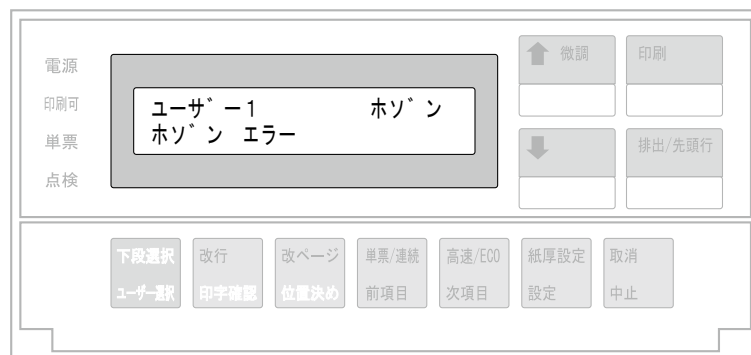 電源
印刷可
単票
点検
ユーザー1 ホゾン
ホゾン エラー
微調
印刷
排出/先頭行
下段選択
ユーザー選択
改行
印字確認
改ページ
位置決め
単票/連続
前項目
高速/ECO
次項目
紙厚設定
設定
取消
中止